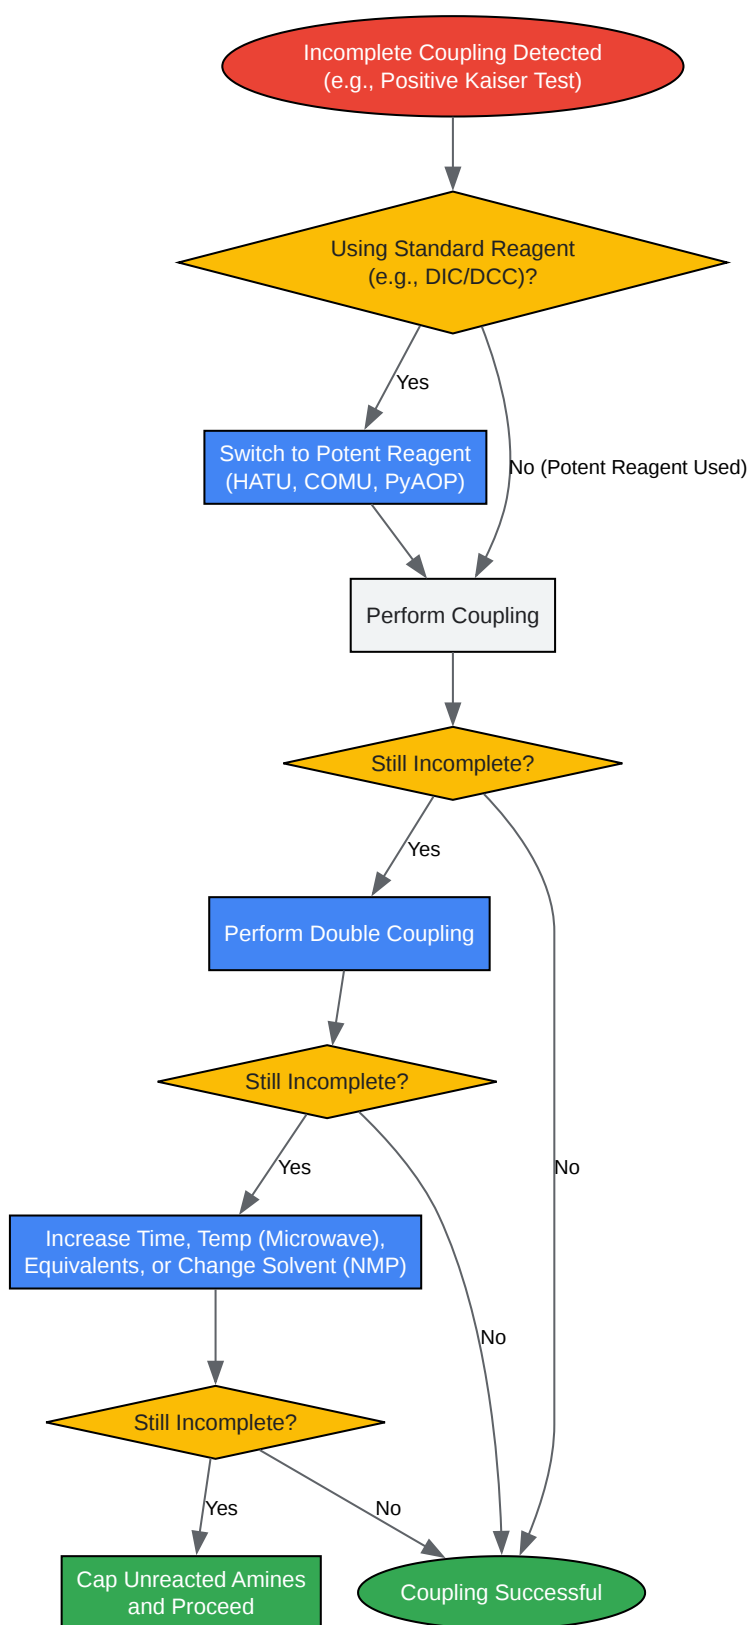 Incomplete Coupling Detected
(e.g., Positive Kaiser Test)
Using Standard Reagent
(e.g., DIC/DCC)?
Yes
Switch to Potent Reagent
(HATU, COMU, PyAOP)
No (Potent Reagent Used)
Perform Coupling
Still Incomplete?
Yes
Perform Double Coupling
Still Incomplete?
Yes
No
Increase Time, Temp (Microwave),
Equivalents, or Change Solvent (NMP)
No
Still Incomplete?
Yes
No
Cap Unreacted Amines
and Proceed
Coupling Successful